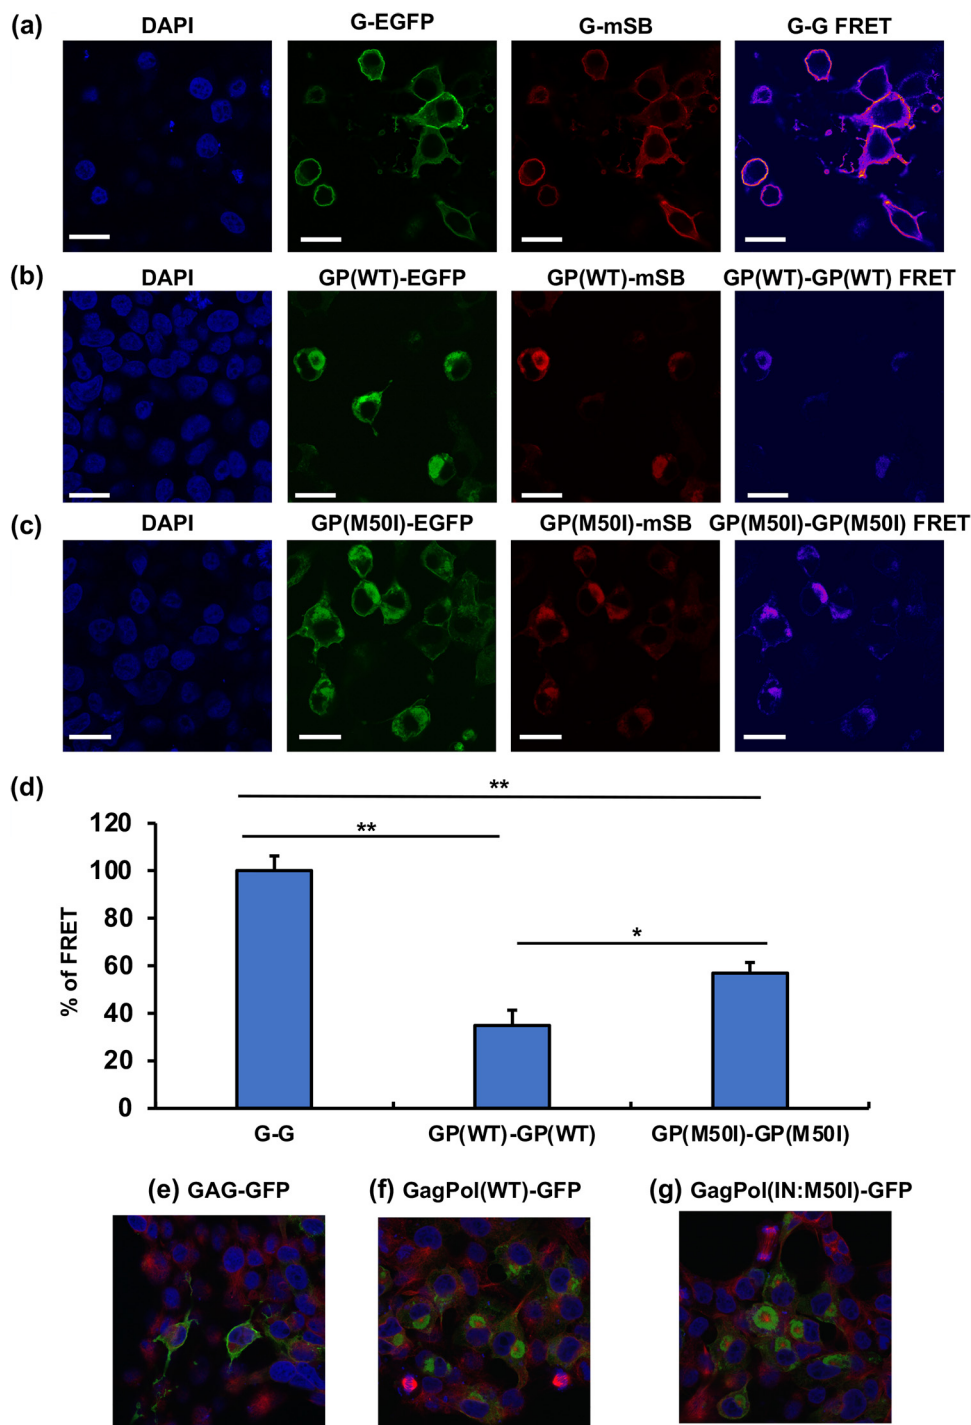 (a) DAPI G-EGFP G-mSB G-G FRET
(b) DAPI GP(WT)-EGFP GP(WT)-mSB GP(WT)-GP(WT) FRET
(c) DAPI GP(M50I)-EGFP GP(M50I)-mSB GP(M50I)-GP(M50I) FRET
(d)
**
**
*
% of FRET
120
100
80
60
40
20
0
G-G GP(WT)-GP(WT) GP(M50I)-GP(M50I)
(e) GAG-GFP (f) GagPol(WT)-GFP (g) GagPol(IN:M50I)-GFP